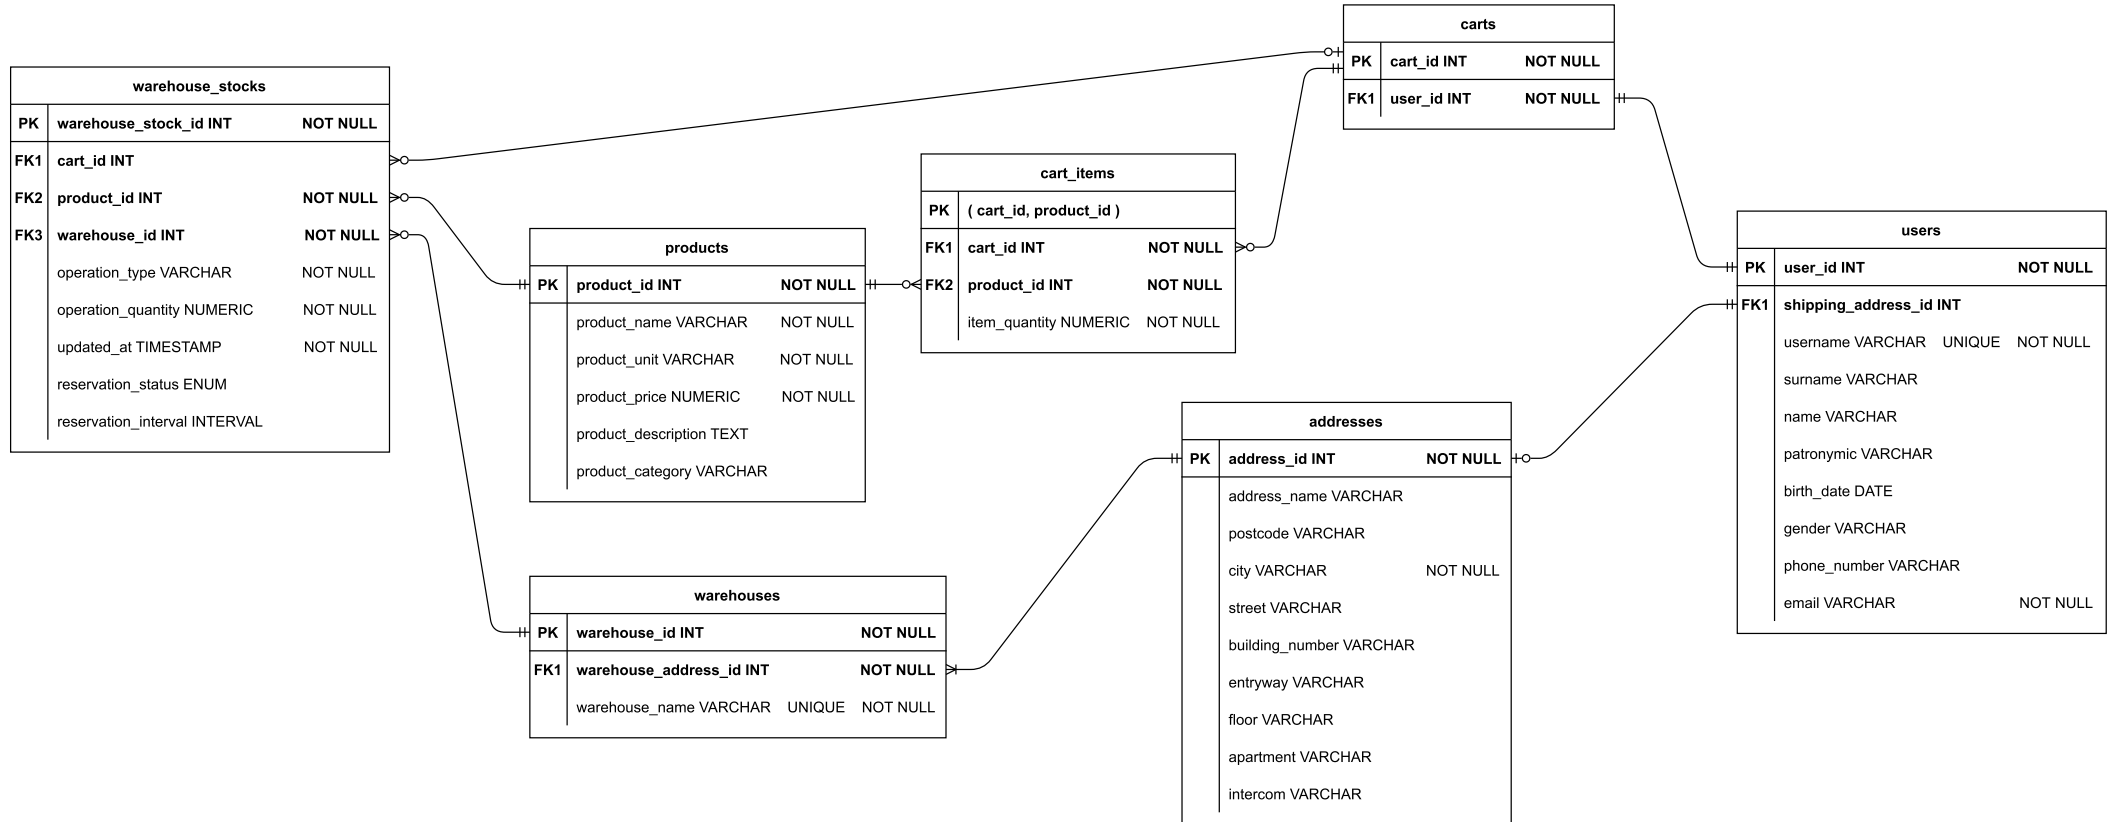 carts
PK cart_id INT NOT NULL
FK1 user_id INT NOT NULL
warehouse_stocks
PK warehouse_stock_id INT NOT NULL
FK1 cart_id INT
FK2 product_id INT NOT NULL
FK3 warehouse_id INT NOT NULL
operation_type VARCHAR NOT NULL
operation_quantity NUMERIC NOT NULL
updated_at TIMESTAMP NOT NULL
reservation_status ENUM
reservation_interval INTERVAL
cart_items
PK ( cart_id, product_id )
FK1 cart_id INT NOT NULL
FK2 product_id INT NOT NULL
item_quantity NUMERIC NOT NULL
products
PK product_id INT NOT NULL
product_name VARCHAR NOT NULL
product_unit VARCHAR NOT NULL
product_price NUMERIC NOT NULL
product_description TEXT
product_category VARCHAR
users
PK user_id INT NOT NULL
FK1 shipping_address_id INT
username VARCHAR UNIQUE NOT NULL
surname VARCHAR
name VARCHAR
patronymic VARCHAR
birth_date DATE
gender VARCHAR
phone_number VARCHAR
email VARCHAR NOT NULL
addresses
PK address_id INT NOT NULL
address_name VARCHAR
postcode VARCHAR
city VARCHAR NOT NULL
street VARCHAR
building_number VARCHAR
entryway VARCHAR
floor VARCHAR
apartment VARCHAR
intercom VARCHAR
warehouses
PK warehouse_id INT NOT NULL
FK1 warehouse_address_id INT NOT NULL
warehouse_name VARCHAR UNIQUE NOT NULL